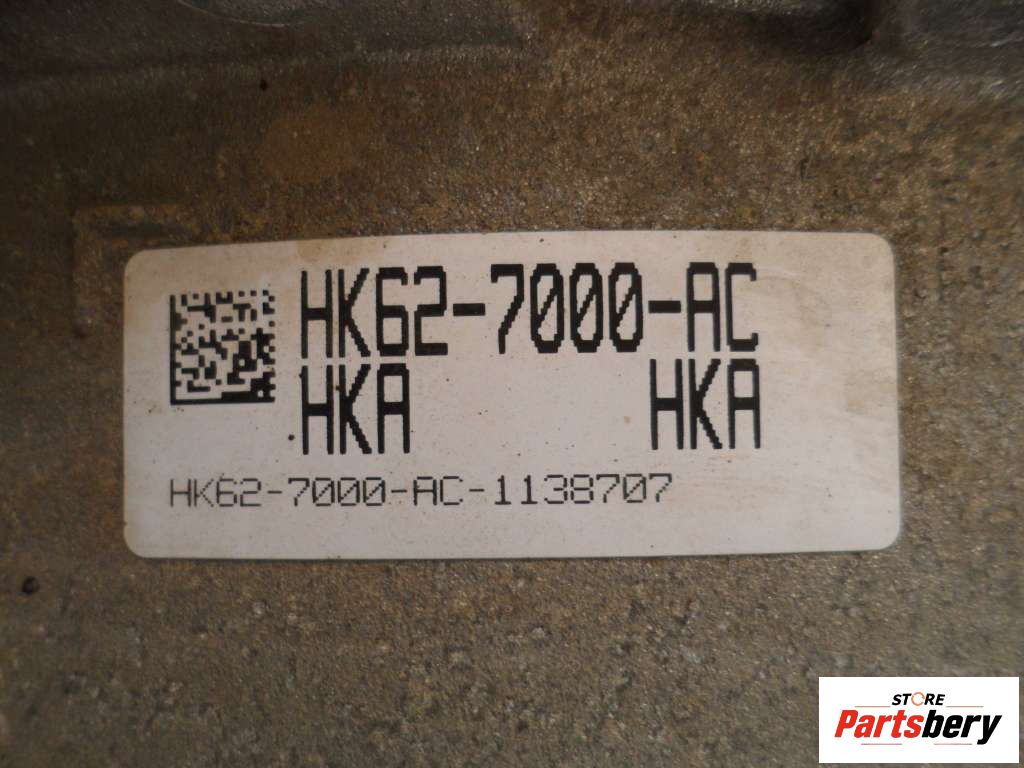 HK62-7000-AC
HKA HKA
HK62-7000-AC-1138707
STORE
Partsbery